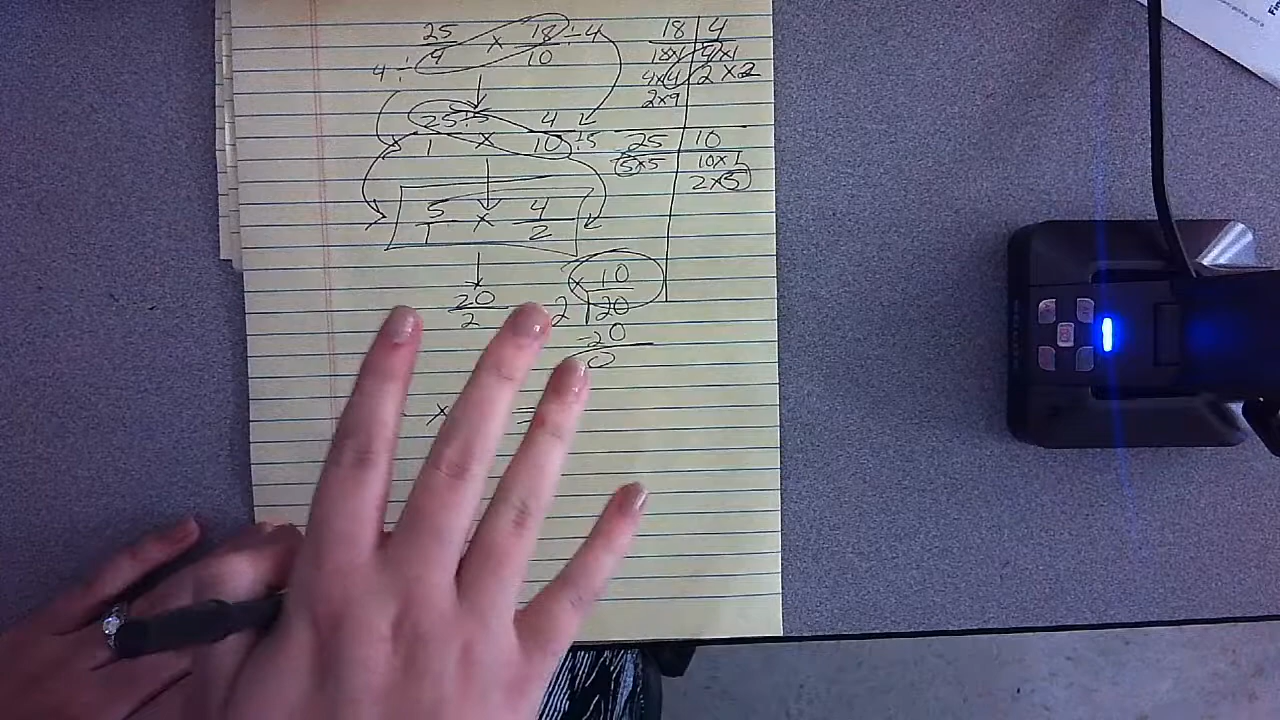 25 × 18 ÷ 4
4 ÷ 4 10
25 ÷ 5 4
1 × 10 ÷ 5
5 × 4
1 2
20 10
2 2 20
-20
0
× =
18 4
18×1 4×1
4×4 2×2
2×9
25 10
5×5 10×1
2×5